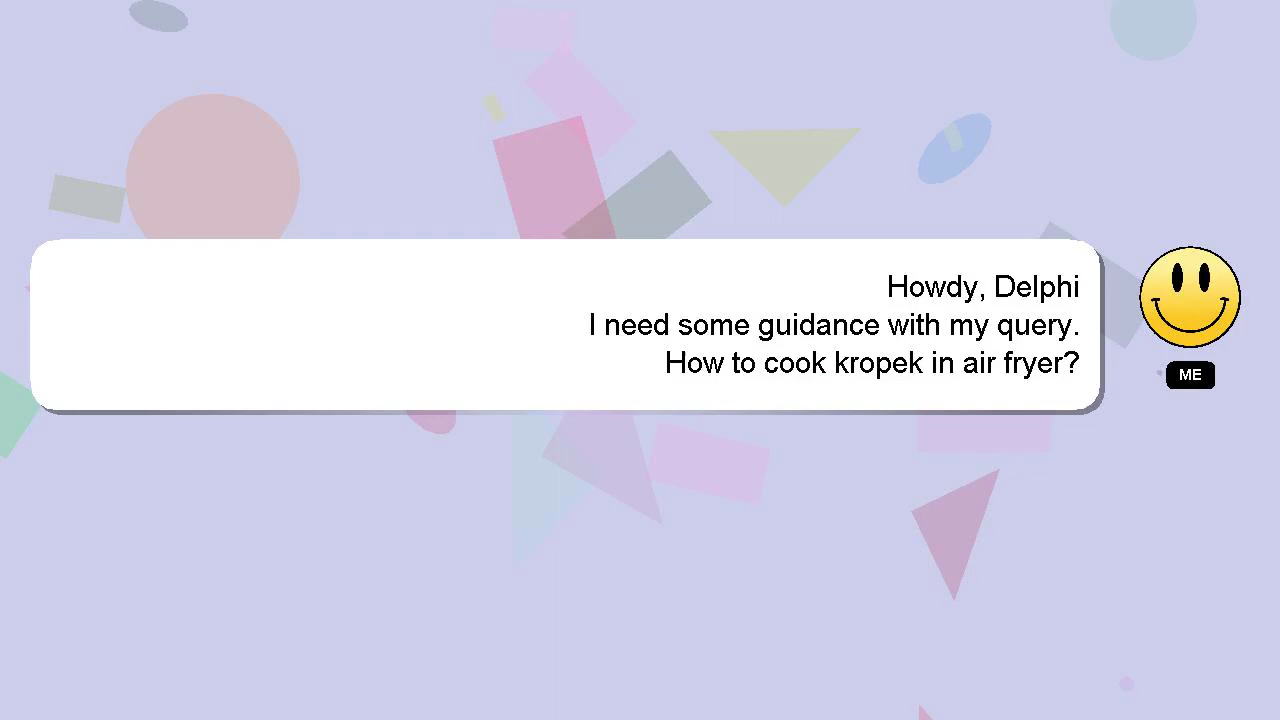 Howdy, Delphi
I need some guidance with my query.
How to cook kropek in air fryer?
ME